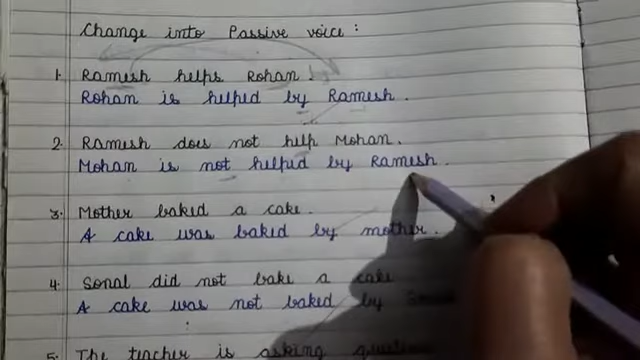 Change into Passive voice :
1. Ramesh helps Rohan .
Rohan is helped by Ramesh .
2. Ramesh does not help Mohan.
Mohan is not helped by Ramesh .
3. Mother baked a cake .
A cake was baked by mother .
4. Sonal did not bake a cake
A cake was not baked by
5. The teacher is asking